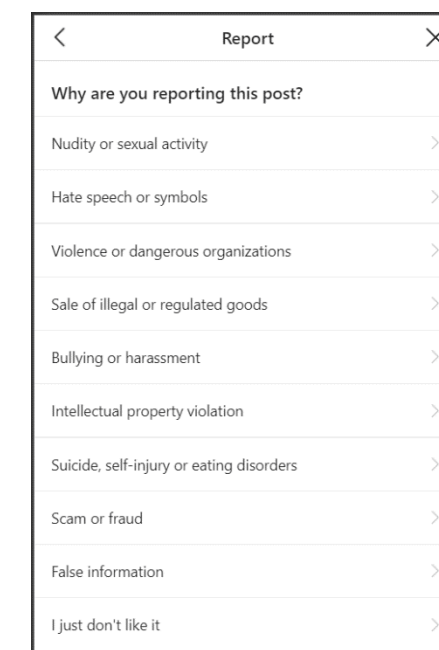 Report
Why are you reporting this post?
Nudity or sexual activity
Hate speech or symbols
Violence or dangerous organizations
Sale of illegal or regulated goods
Bullying or harassment
Intellectual property violation
Suicide, self-injury or eating disorders
Scam or fraud
False information
I just don't like it